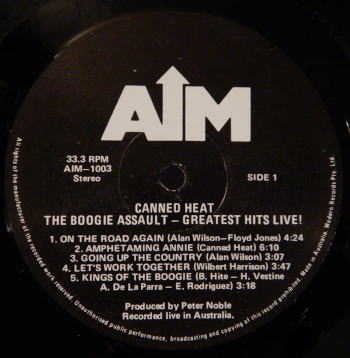 AIM
33.3 RPM
AIM-1003
Stereo
SIDE 1
CANNED HEAT
THE BOOGIE ASSAULT – GREATEST HITS LIVE!
1. ON THE ROAD AGAIN (Alan Wilson–Floyd Jones) 4:24
2. AMPHETAMING ANNIE (Canned Heat) 6:10
3. GOING UP THE COUNTRY (Alan Wilson) 3:07
4. LET'S WORK TOGETHER (Wilbert Harrison) 3:47
5. KINGS OF THE BOOGIE (B. Hite – H. Vestine
A. De La Parra – E. Rodriguez) 3:18
Produced by Peter Noble
Recorded live in Australia.
All rights of the manufacturer of the recorded work reserved. Unauthorised public performance, broadcasting and copying of this record prohibited. Made in Australia. Modern Records Pty. Ltd.